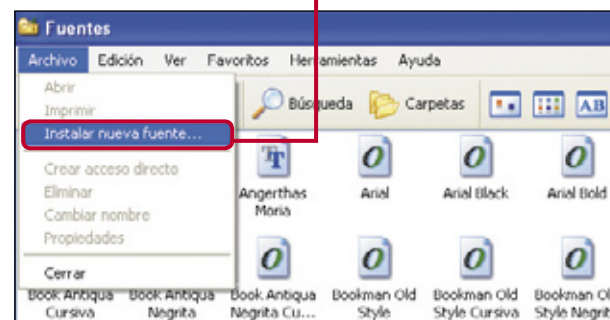 Fuentes
Archivo Edición Ver Favoritos Herramientas Ayuda
Abrir
Imprimir
Instalar nueva fuente...
Crear acceso directo
Eliminar
Cambiar nombre
Propiedades
Cerrar
Búsqueda Carpetas
Angerthas Moria
Arial
Arial Black
Arial Bold
Book Antiqua Cursiva
Book Antiqua Negrita
Book Antiqua Negrita Cu...
Bookman Old Style
Bookman Old Style Cursiva
Bookman Ol
Style Negrit